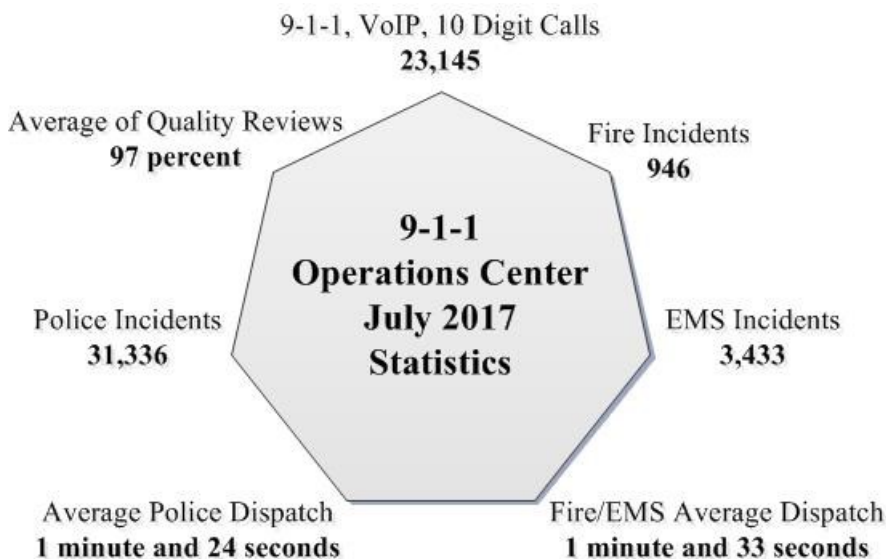 9-1-1, VoIP, 10 Digit Calls
23,145
Average of Quality Reviews
97 percent
Fire Incidents
946
9-1-1
Operations Center
July 2017
Statistics
Police Incidents
31,336
EMS Incidents
3,433
Average Police Dispatch
1 minute and 24 seconds
Fire/EMS Average Dispatch
1 minute and 33 seconds